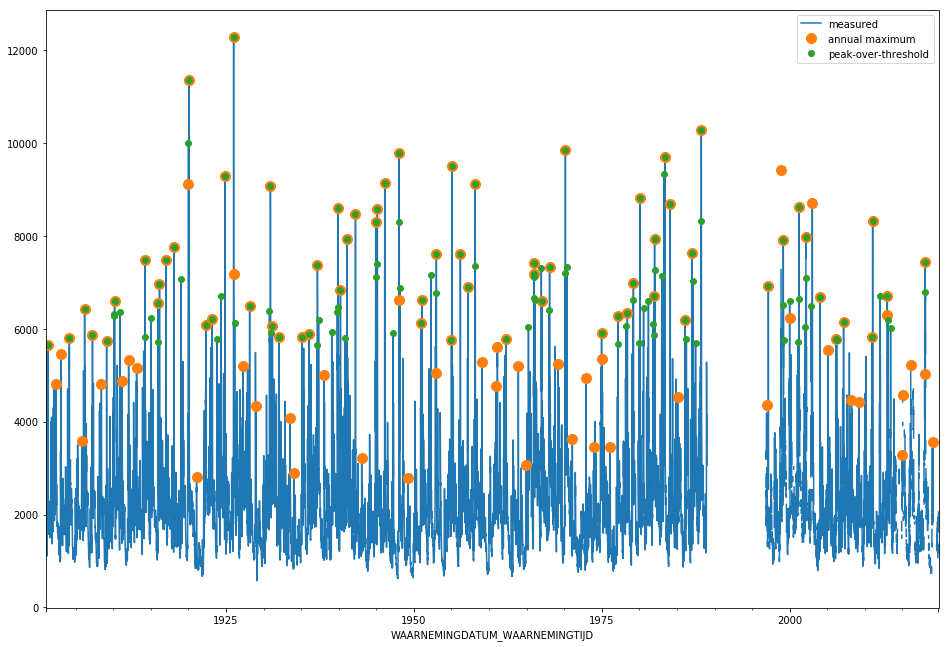 measured
annual maximum
peak-over-threshold
12000
10000
8000
6000
4000
2000
0
1925 1950 1975 2000
WAARNEMINGDATUM_WAARNEMINGTIJD